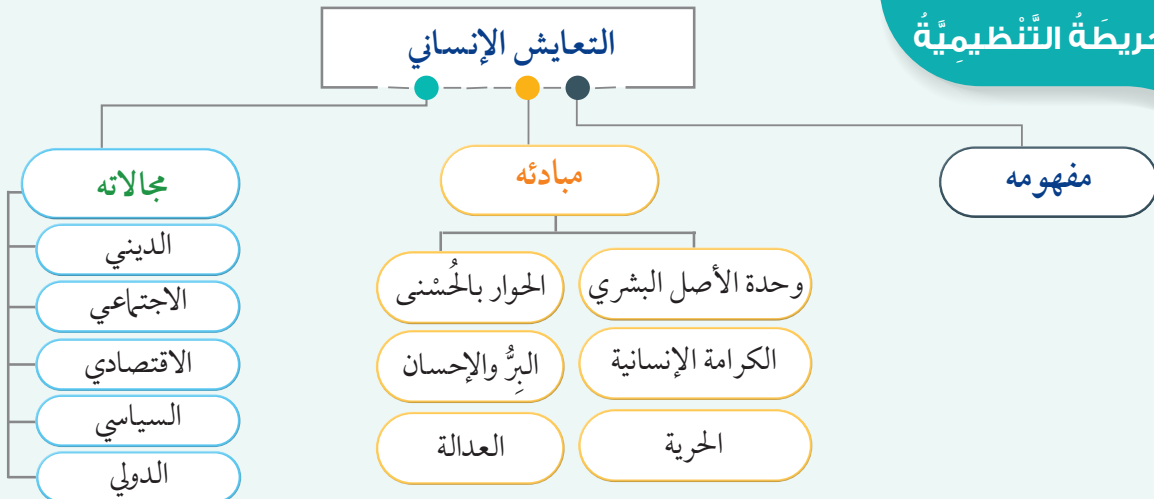 التَّنْظيمِيَّةُ
التعايش الإنساني
مفهومه
مبادئه
وحدة الأصل البشري
الحوار بالحُسْنى
الكرامة الإنسانية
البِرُّ والإحسان
الحرية
العدالة
مجالاته
الديني
الاجتماعي
الاقتصادي
السياسي
الدولي